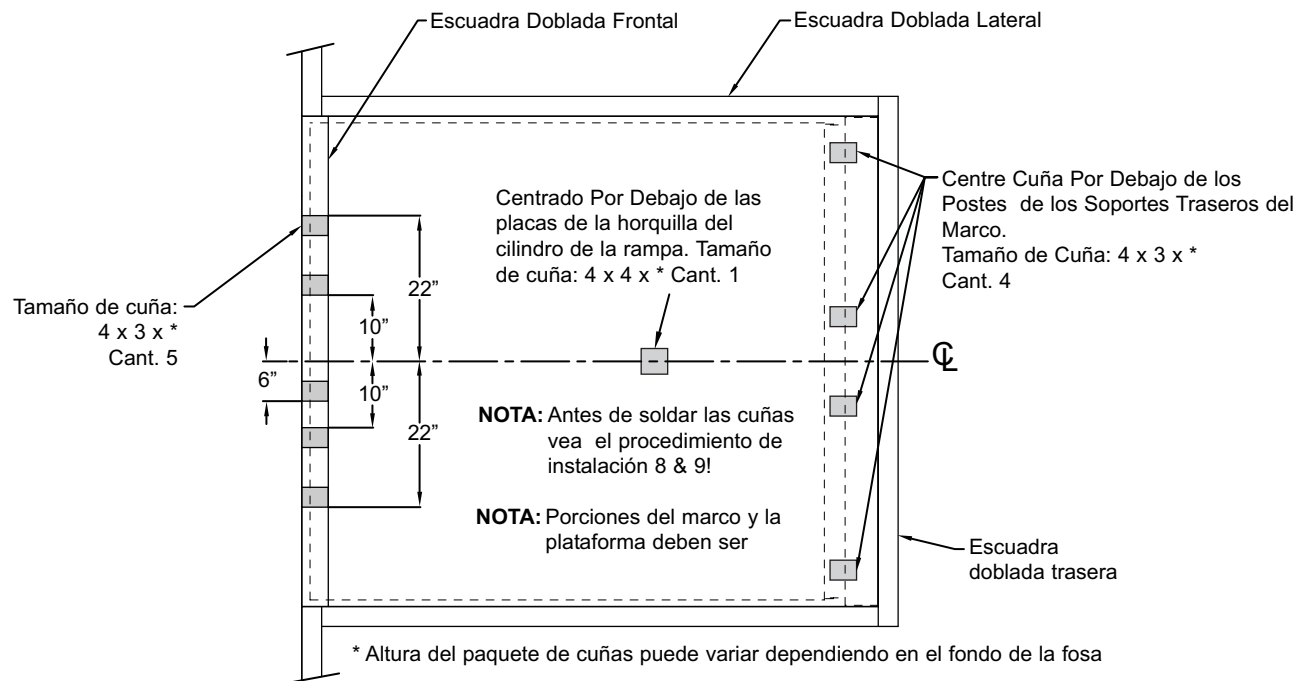 Escuadra Doblada Frontal
Escuadra Doblada Lateral
Centrado Por Debajo de las
placas de la horquilla del
cilindro de la rampa. Tamaño
de cuña: 4 x 4 x * Cant. 1
Centre Cuña Por Debajo de los
Postes de los Soportes Traseros del
Marco.
Tamaño de Cuña: 4 x 3 x *
Cant. 4
Tamaño de cuña:
4 x 3 x *
Cant. 5
22”
10”
6”
10”
22”
℄
NOTA: Antes de soldar las cuñas
vea el procedimiento de
instalación 8 & 9!
NOTA: Porciones del marco y la
plataforma deben ser
Escuadra
doblada trasera
* Altura del paquete de cuñas puede variar dependiendo en el fondo de la fosa